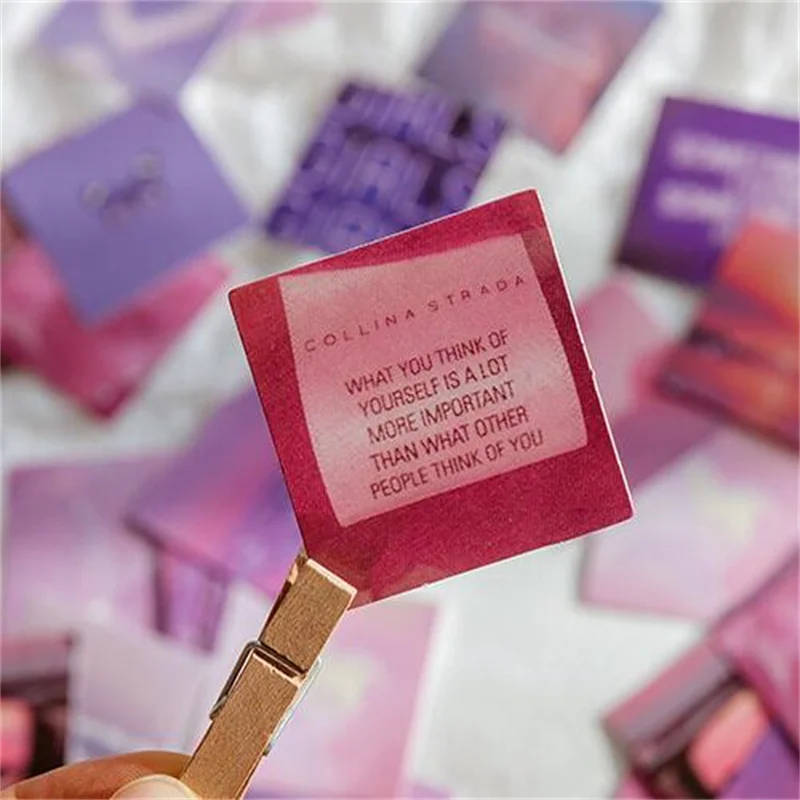 COLLINA STRADA
WHAT YOU THINK OF
YOURSELF IS A LOT
MORE IMPORTANT
THAN WHAT OTHER
PEOPLE THINK OF YOU